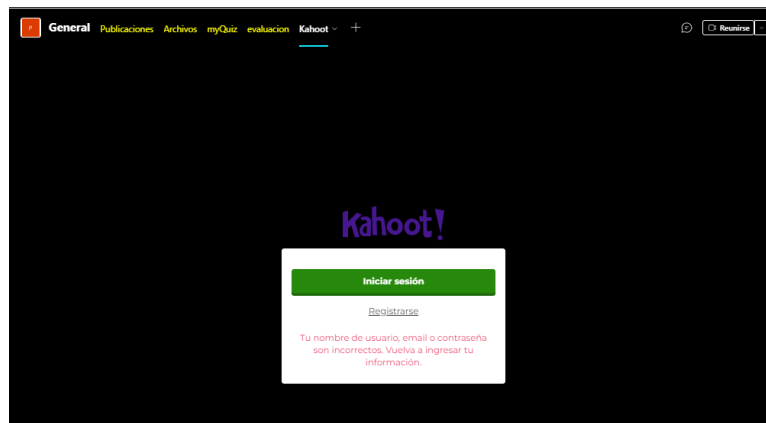 P
General Publicaciones Archivos myQuiz evaluacion Kahoot
Reunirse
Kahoot!
Iniciar sesión
Registrarse
Tu nombre de usuario, email o contraseña
son incorrectos. Vuelva a ingresar tu
información.